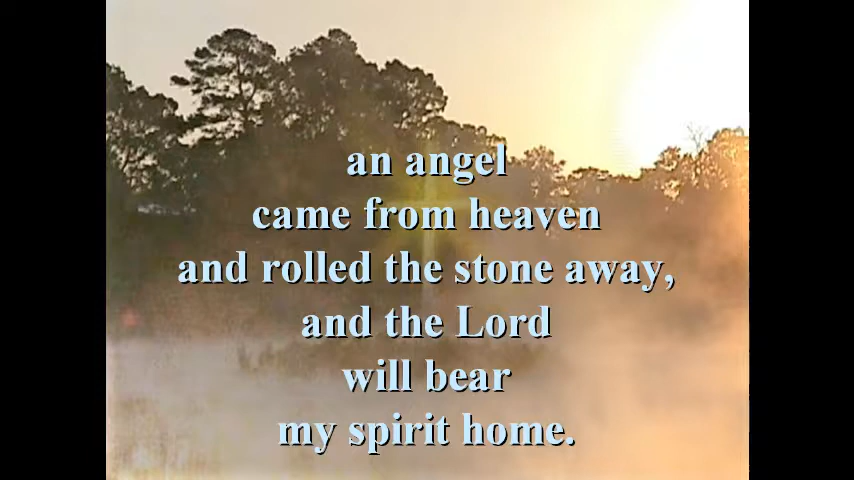 an angel
came from heaven
and rolled the stone away,
and the Lord
will bear
my spirit home.